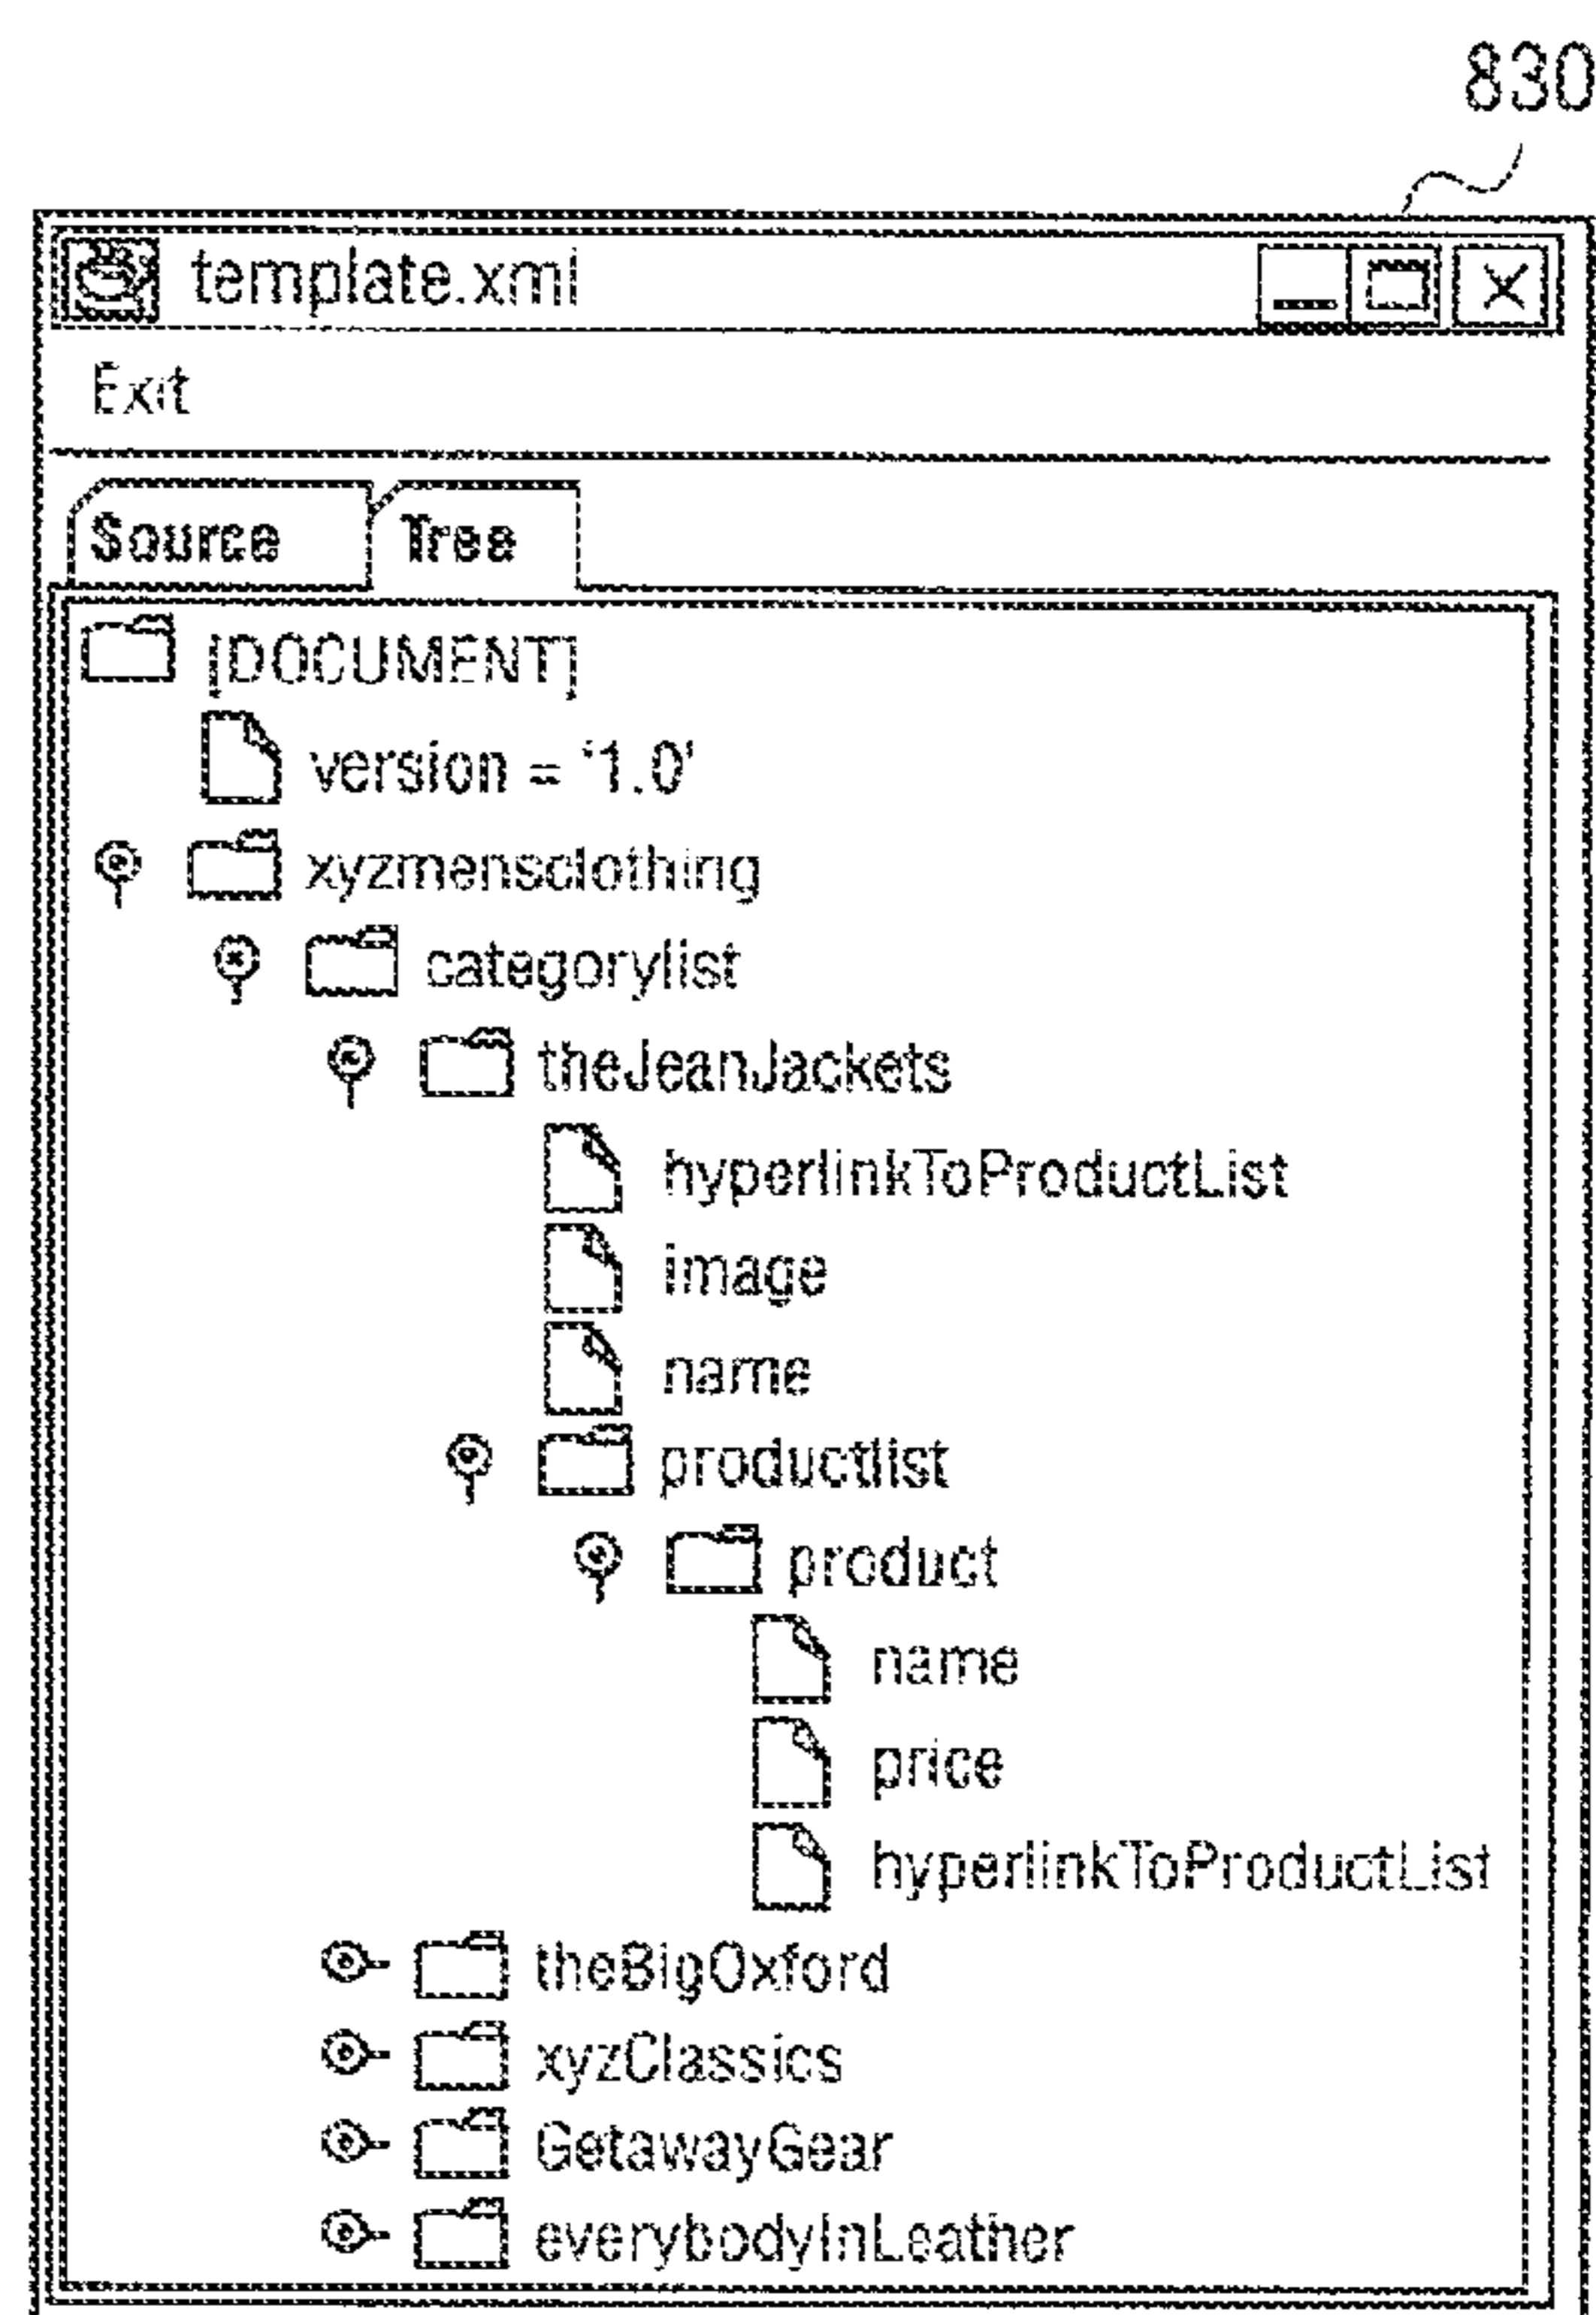 830
template.xml
Exit
Source Tree
[DOCUMENT]
version = '1.0'
xyzmensclothing
categorylist
theJeanJackets
hyperlinkToProductList
image
name
productlist
product
name
price
hyperlinkToProductList
theBigOxford
xyzClassics
GetawayGear
everybodyInLeather